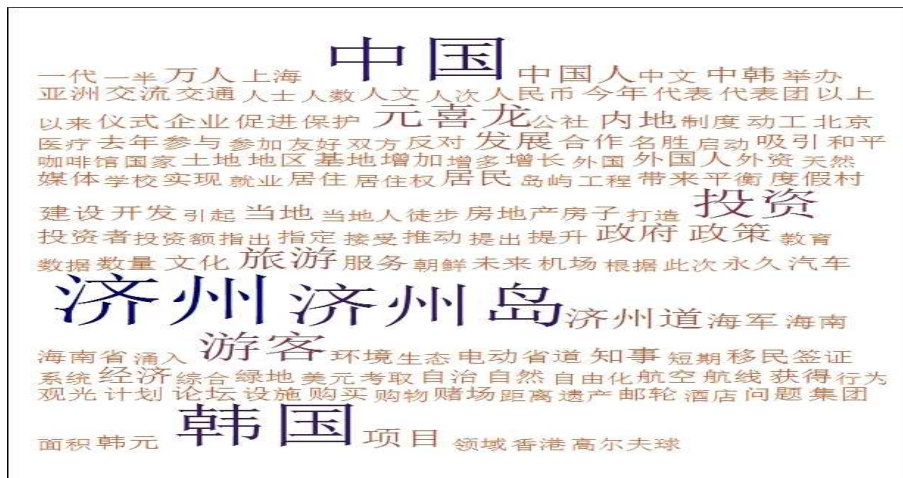 一代 一半 万人 上海 中国 中国人 中文 中韩 举办
亚洲 交流 交通 人士 人数 人文 人次 人民币 今年 代表 代表团 以上
以来 仪式 企业 促进 保护 元喜龙 公社 内地 制度 动工 北京
医疗 去年 参与 参加 友好 双方 反对 发展 合作 名胜 启动 吸引 和平
咖啡馆 国家 土地 地区 基地 增加 增多 增长 外国 外国人 外资 天然
媒体 学校 实现 就业 居住 居住权 居民 岛屿 工程 带来 平衡 度假村
建设 开发 引起 当地 当地人 徒步 房地产 房子 打造 投资
投资者 投资额 指出 指定 接受 推动 提出 提升 政府 政策 教育
数据 数量 文化 旅游 服务 朝鲜 未来 机场 根据 此次 永久 汽车
济州 济州岛 济州道 海军 海南
海南省 涌入 游客 环境 生态 电动 省道 知事 短期 移民 签证
系统 经济 综合 绿地 美元 考取 自治 自然 自由化 航空 航线 获得 行为
观光 计划 论坛 设施 购买 购物 赌场 距离 遗产 邮轮 酒店 问题 集团
面积 韩元 韩国 项目 领域 香港 高尔夫球